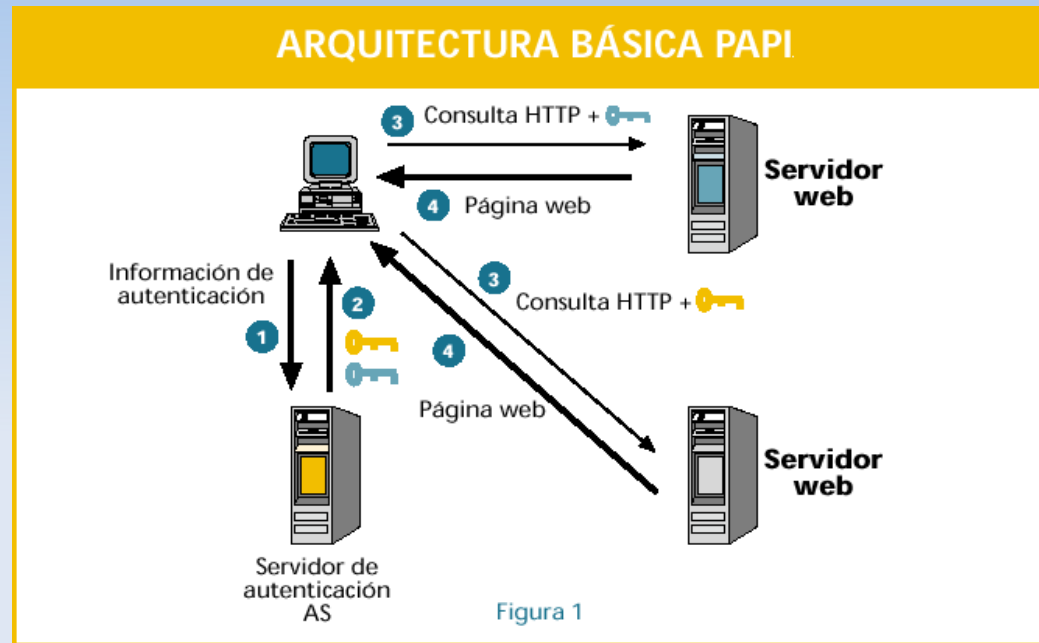 ARQUITECTURA BÁSICA PAPI
3 Consulta HTTP +
4 Página web
Servidor
web
Información de
autenticación
1
2
3
Consulta HTTP +
4
Página web
Servidor
web
Servidor de
autenticación
AS
Figura 1